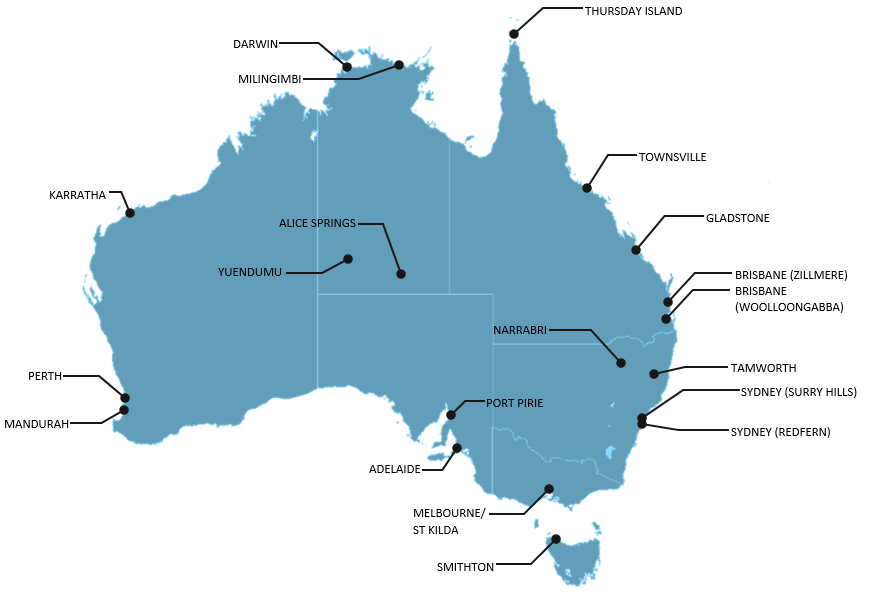 THURSDAY ISLAND
DARWIN
MILINGIMBI
TOWNSVILLE
KARRATHA
GLADSTONE
ALICE SPRINGS
YUENDUMU
BRISBANE (ZILLMERE)
BRISBANE
(WOOLLOONGABBA)
NARRABRI
TAMWORTH
PERTH
SYDNEY (SURRY HILLS)
PORT PIRIE
MANDURAH
SYDNEY (REDFERN)
ADELAIDE
MELBOURNE/
ST KILDA
SMITHTON